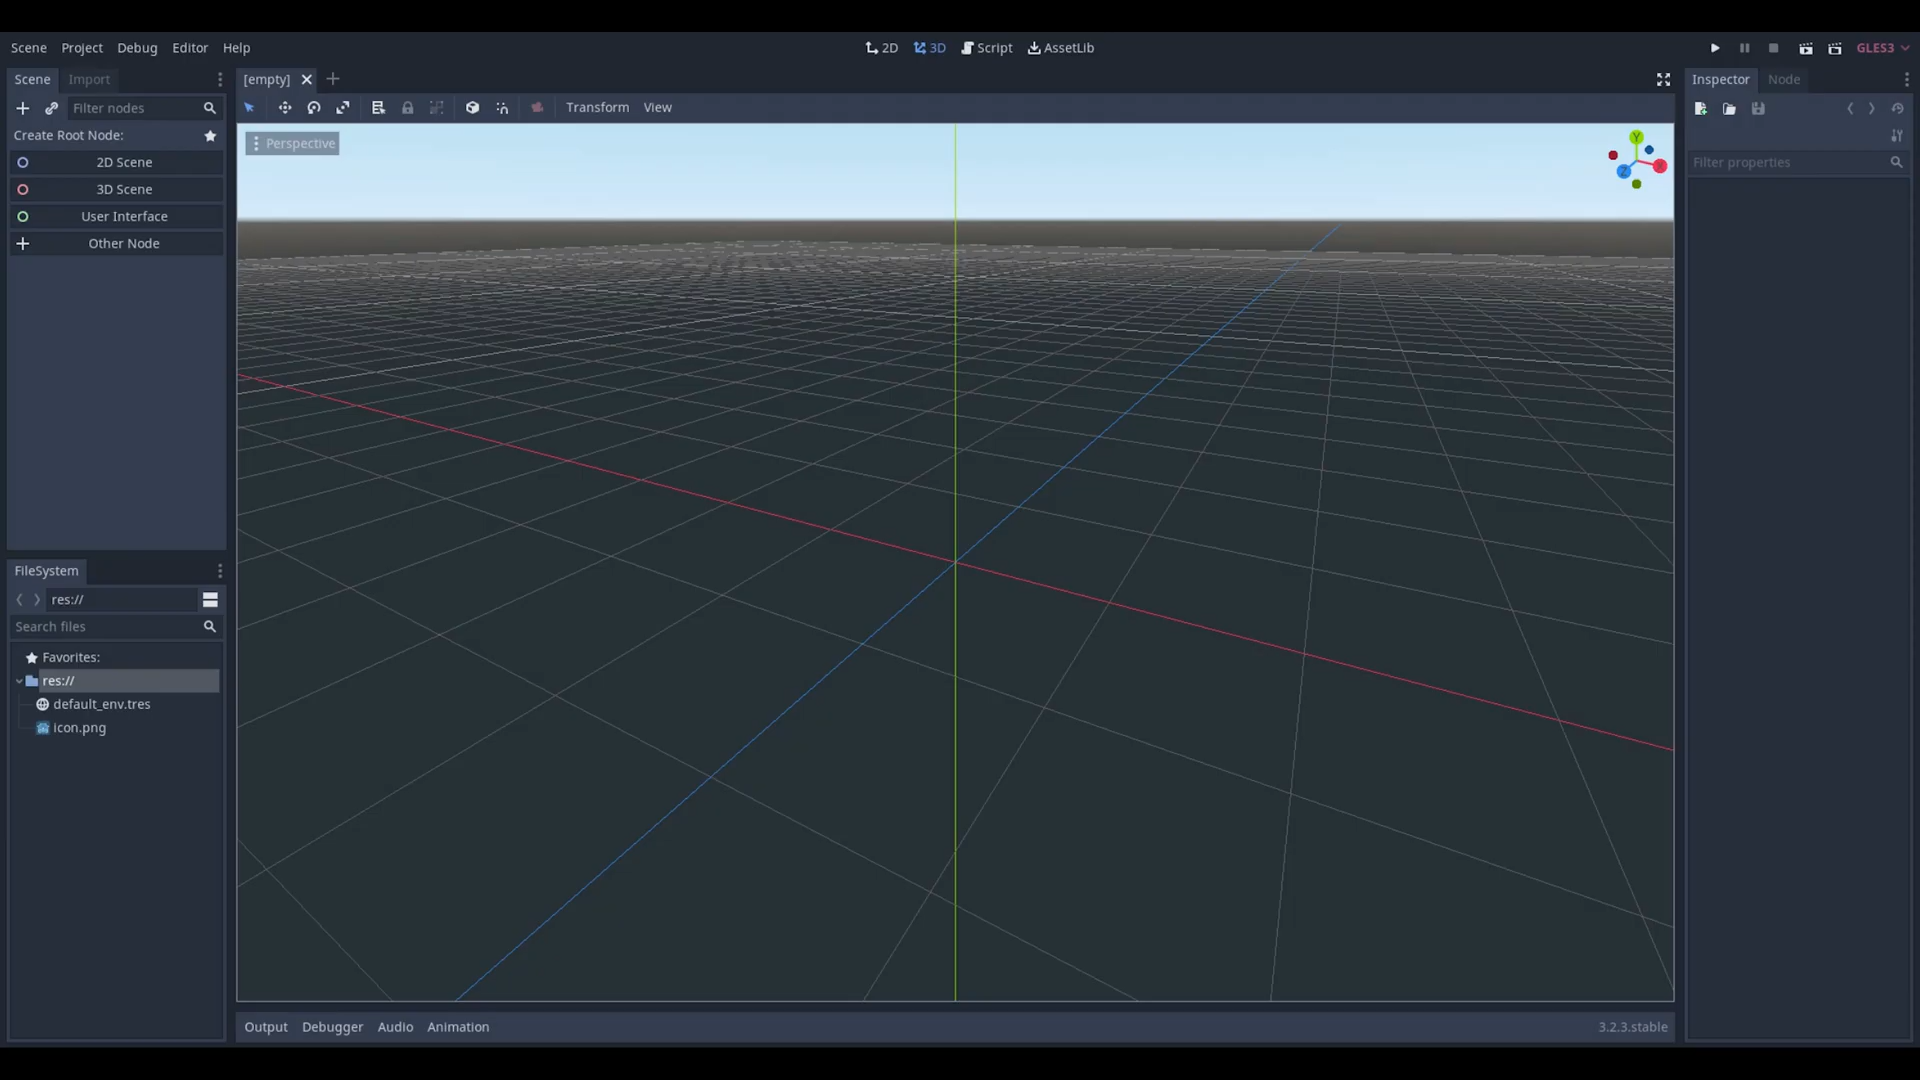 Scene Project Debug Editor Help 2D 3D Script AssetLib GLES3
Scene Import [empty] Inspector Node
Filter nodes Transform View
Create Root Node:
Perspective
Y
X
Z
Filter properties
2D Scene
3D Scene
User Interface
Other Node
FileSystem
res://
Search files
Favorites:
res://
default_env.tres
icon.png
Output Debugger Audio Animation 3.2.3.stable